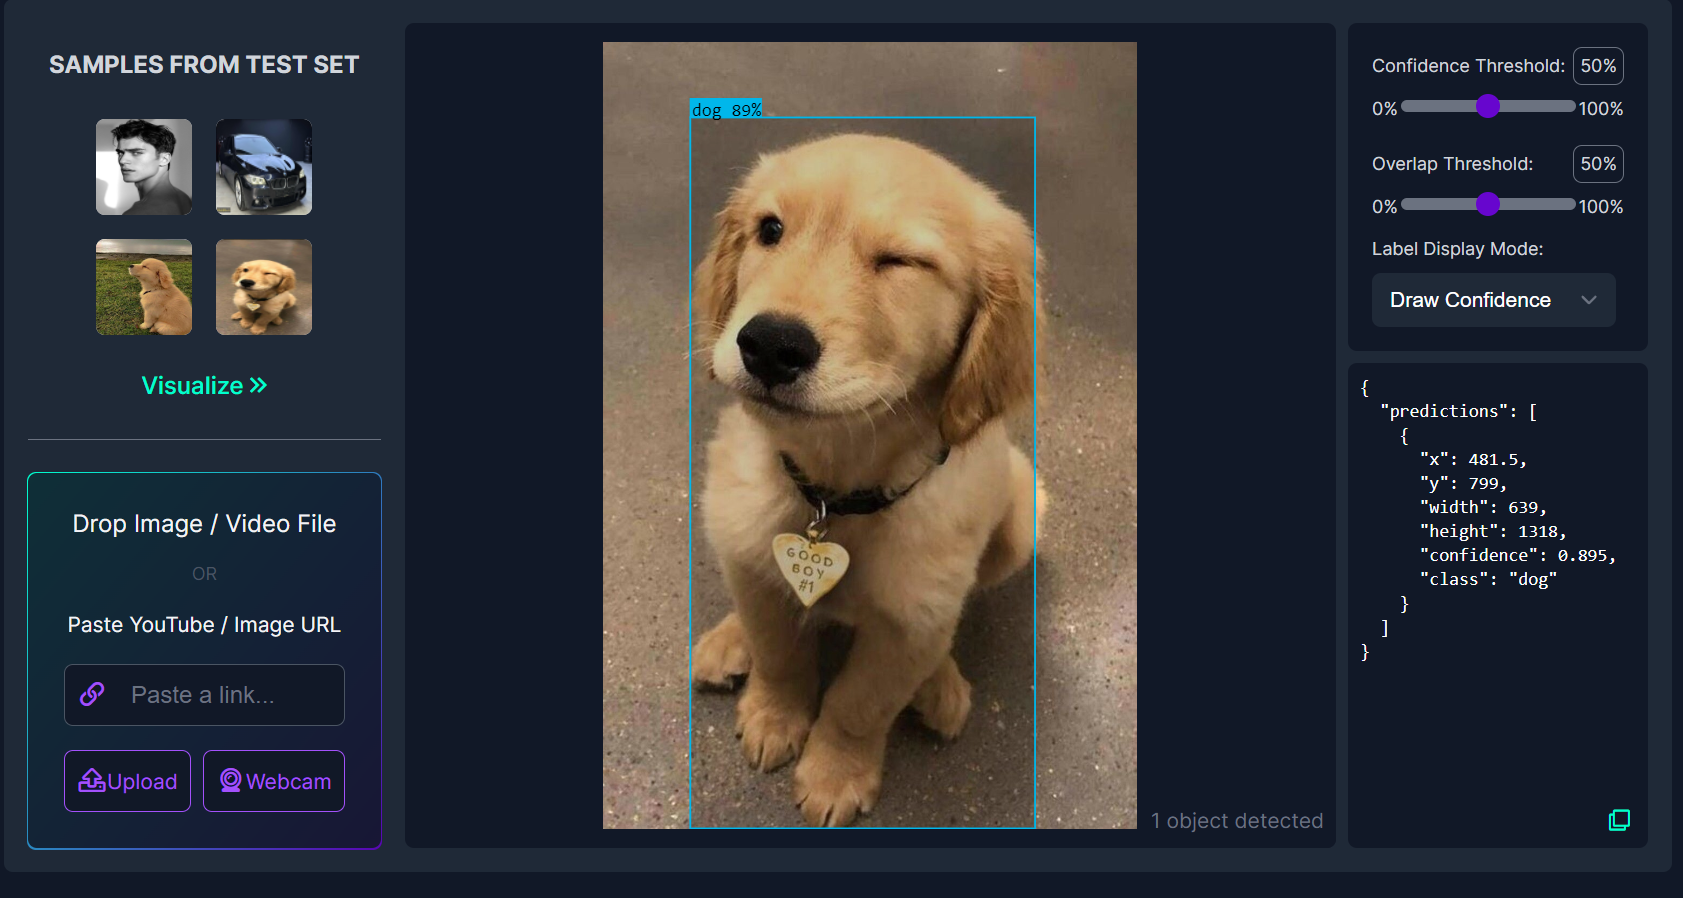 SAMPLES FROM TEST SET
Visualize
Drop Image / Video File
OR
Paste YouTube / Image URL
Paste a link...
Upload
Webcam
dog 89%
GOOD
BOY
#1
1 object detected
Confidence Threshold: 50%
0% 100%
Overlap Threshold: 50%
0% 100%
Label Display Mode:
Draw Confidence
{
"predictions": [
{
"x": 481.5,
"y": 799,
"width": 639,
"height": 1318,
"confidence": 0.895,
"class": "dog"
}
]
}